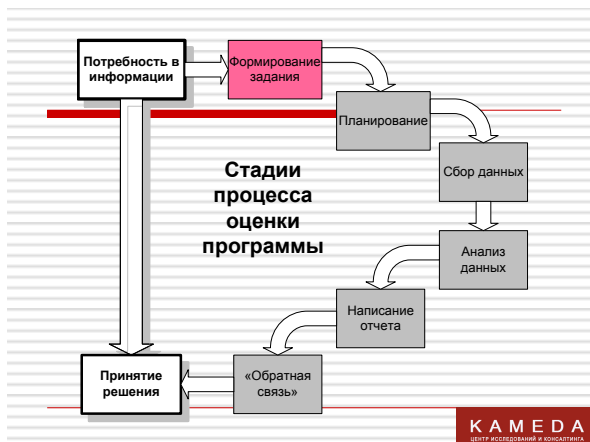 Потребность в
информации
Формирование
задания
Планирование
Сбор данных
Стадии
процесса
оценки
программы
Анализ
данных
Написание
отчета
«Обратная
связь»
Принятие
решения
KAMEDA
ЦЕНТР ИССЛЕДОВАНИЙ И КОНСАЛТИНГА